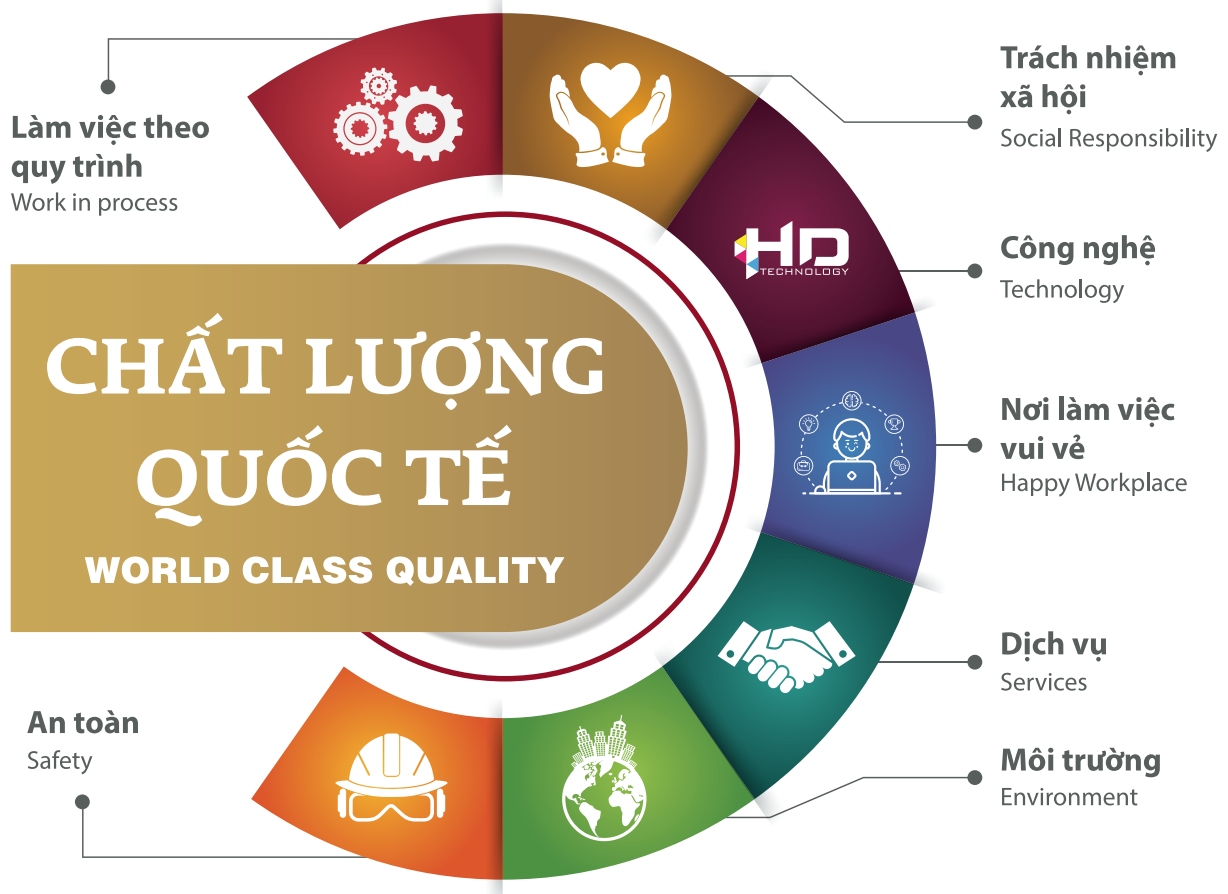 Làm việc theo
quy trình
Work in process
Trách nhiệm
xã hội
Social Responsibility
HD
TECHNOLOGY
Công nghệ
Technology
CHẤT LƯỢNG
QUỐC TẾ
WORLD CLASS QUALITY
Nơi làm việc
vui vẻ
Happy Workplace
Dịch vụ
Services
Môi trường
Environment
An toàn
Safety